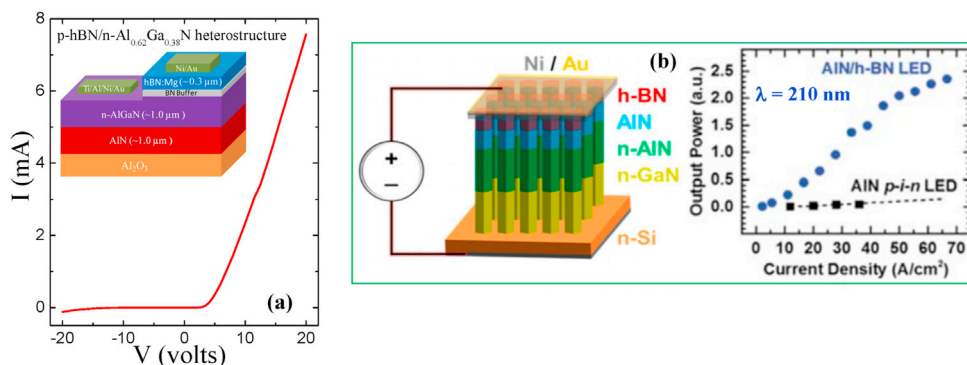 p-hBN/n-Al0.62Ga0.38N heterostructure
Ni/Au
Ti/Al/Ni/Au
hBN:Mg (~0.3 μm)
BN Buffer
n-AlGaN (~1.0 μm)
AlN (~1.0 μm)
Al2O3
I (mA)
8
6
4
2
0
-20
-10
0
10
20
V (volts)
(a)
Ni / Au
(b)
h-BN
AlN
n-AlN
n-GaN
n-Si
+
−
Output Power (a.u.)
2.5
2.0
1.5
1.0
0.5
0.0
AlN/h-BN LED
λ = 210 nm
AlN p-i-n LED
0 10 20 30 40 50 60 70
Current Density (A/cm²)